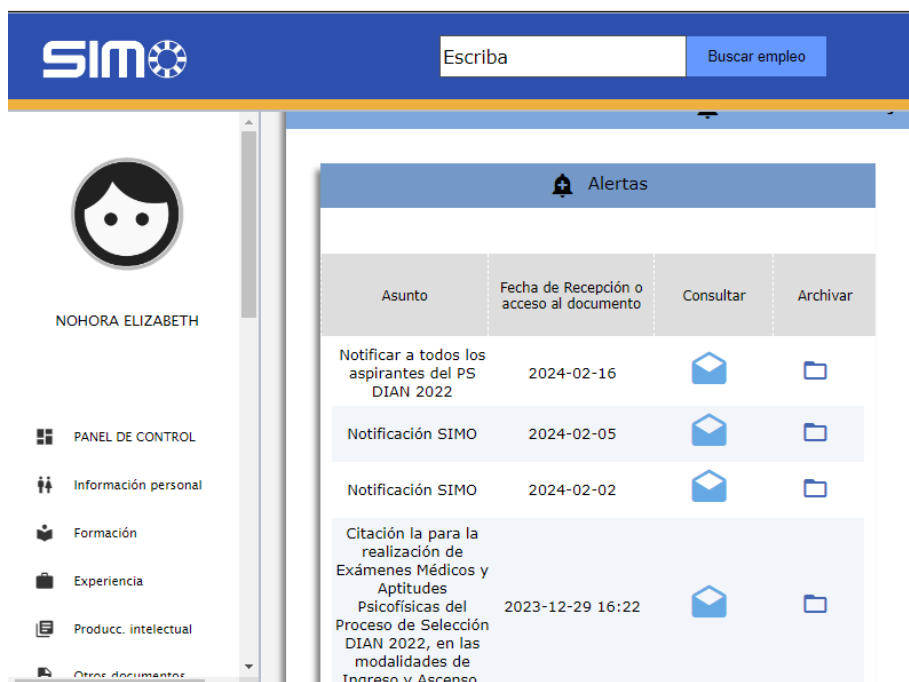 SIMO
Escriba
Buscar empleo
Alertas
NOHORA ELIZABETH
PANEL DE CONTROL
Información personal
Formación
Experiencia
Producc. intelectual
Otros documentos
Asunto
Fecha de Recepción o
acceso al documento
Consultar
Archivar
Notificar a todos los
aspirantes del PS
DIAN 2022
2024-02-16
Notificación SIMO
2024-02-05
Notificación SIMO
2024-02-02
Citación la para la
realización de
Exámenes Médicos y
Aptitudes
Psicofísicas del
Proceso de Selección
DIAN 2022, en las
modalidades de
Ingreso y Ascenso
2023-12-29 16:22